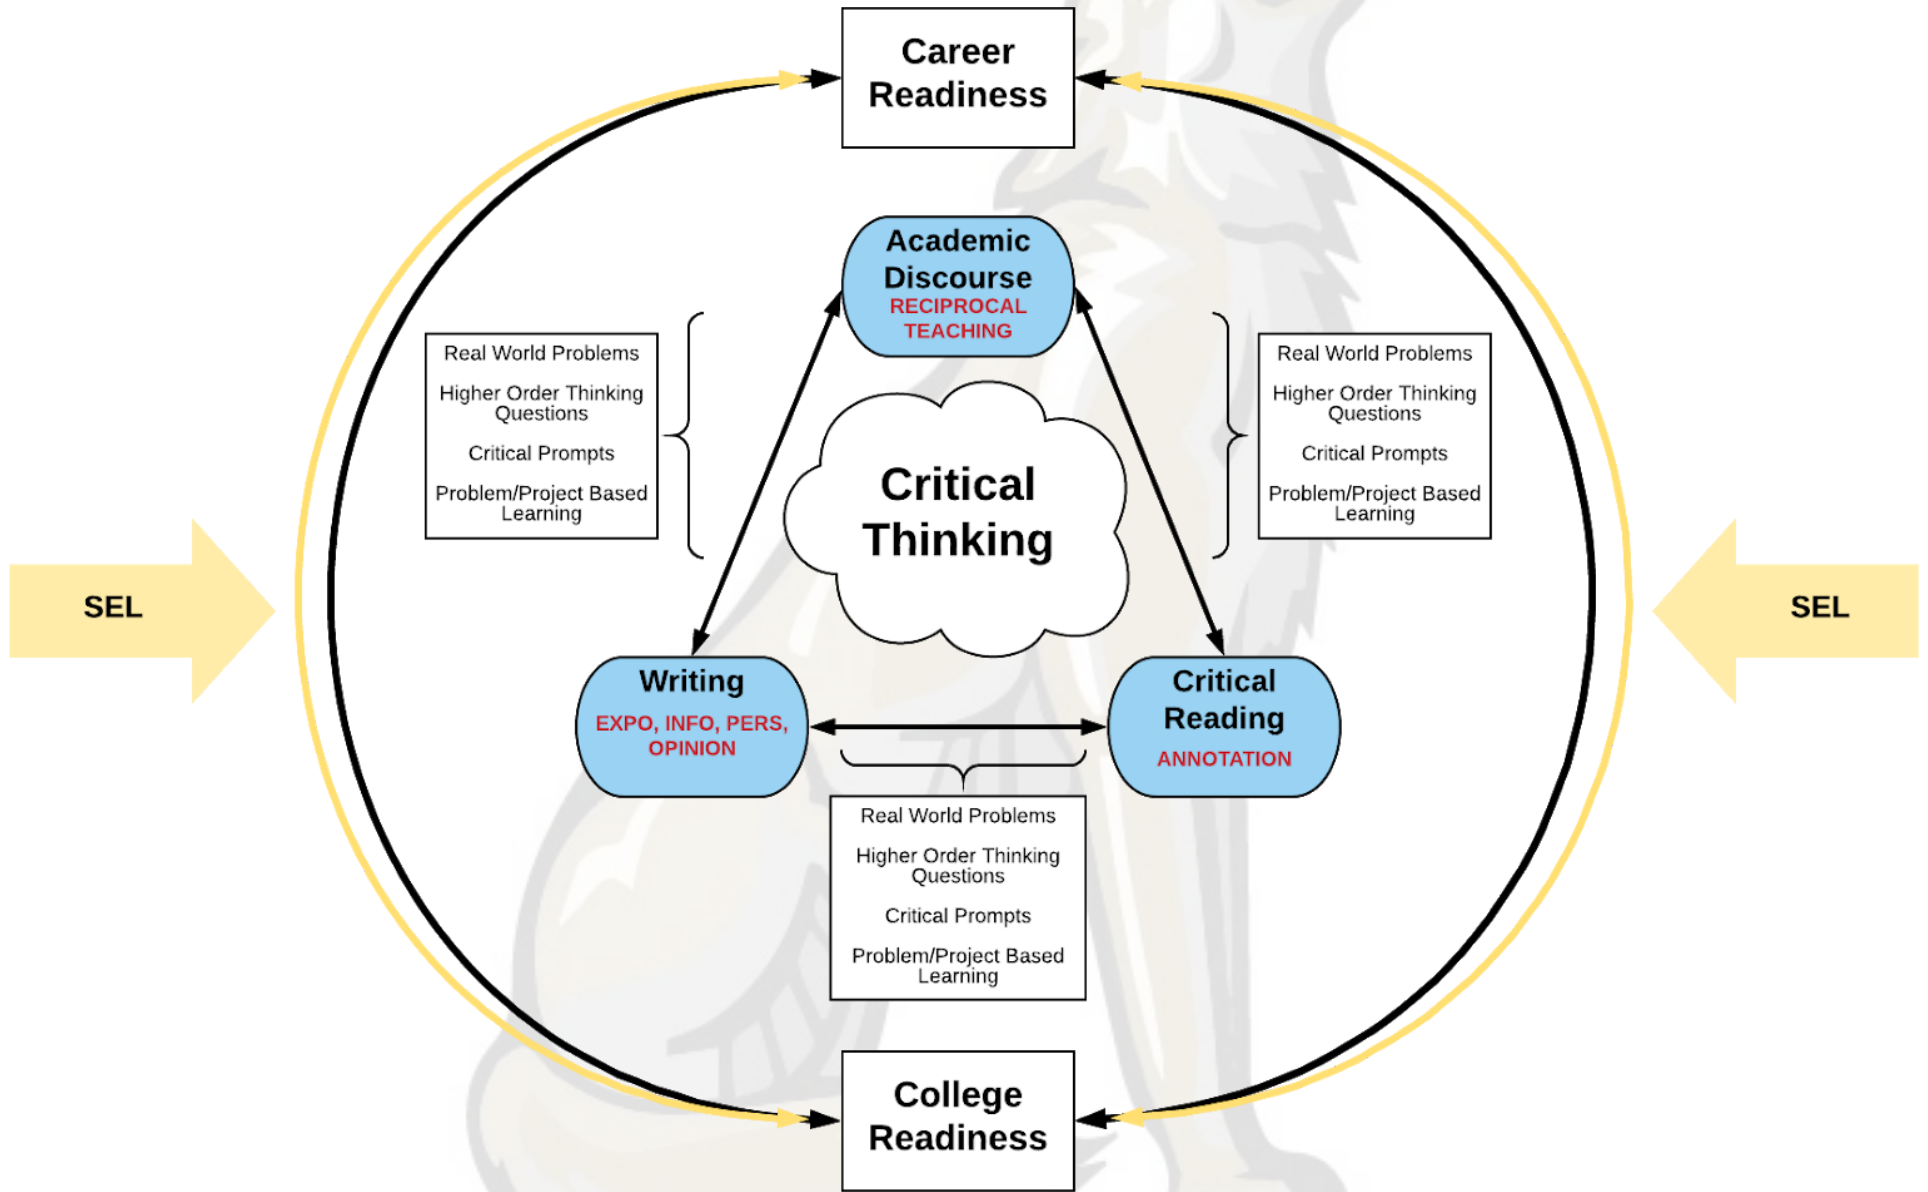 Career
Readiness
Academic
Discourse
RECIPROCAL
TEACHING
Real World Problems
Higher Order Thinking
Questions
Critical Prompts
Problem/Project Based
Learning
Real World Problems
Higher Order Thinking
Questions
Critical Prompts
Problem/Project Based
Learning
Critical
Thinking
SEL
SEL
Writing
EXPO, INFO, PERS,
OPINION
Critical
Reading
ANNOTATION
Real World Problems
Higher Order Thinking
Questions
Critical Prompts
Problem/Project Based
Learning
College
Readiness